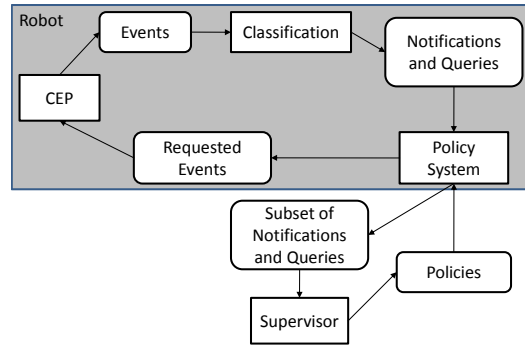 Robot
Events
Classification
Notifications
and Queries
CEP
Requested
Events
Policy
System
Subset of
Notifications
and Queries
Policies
Supervisor